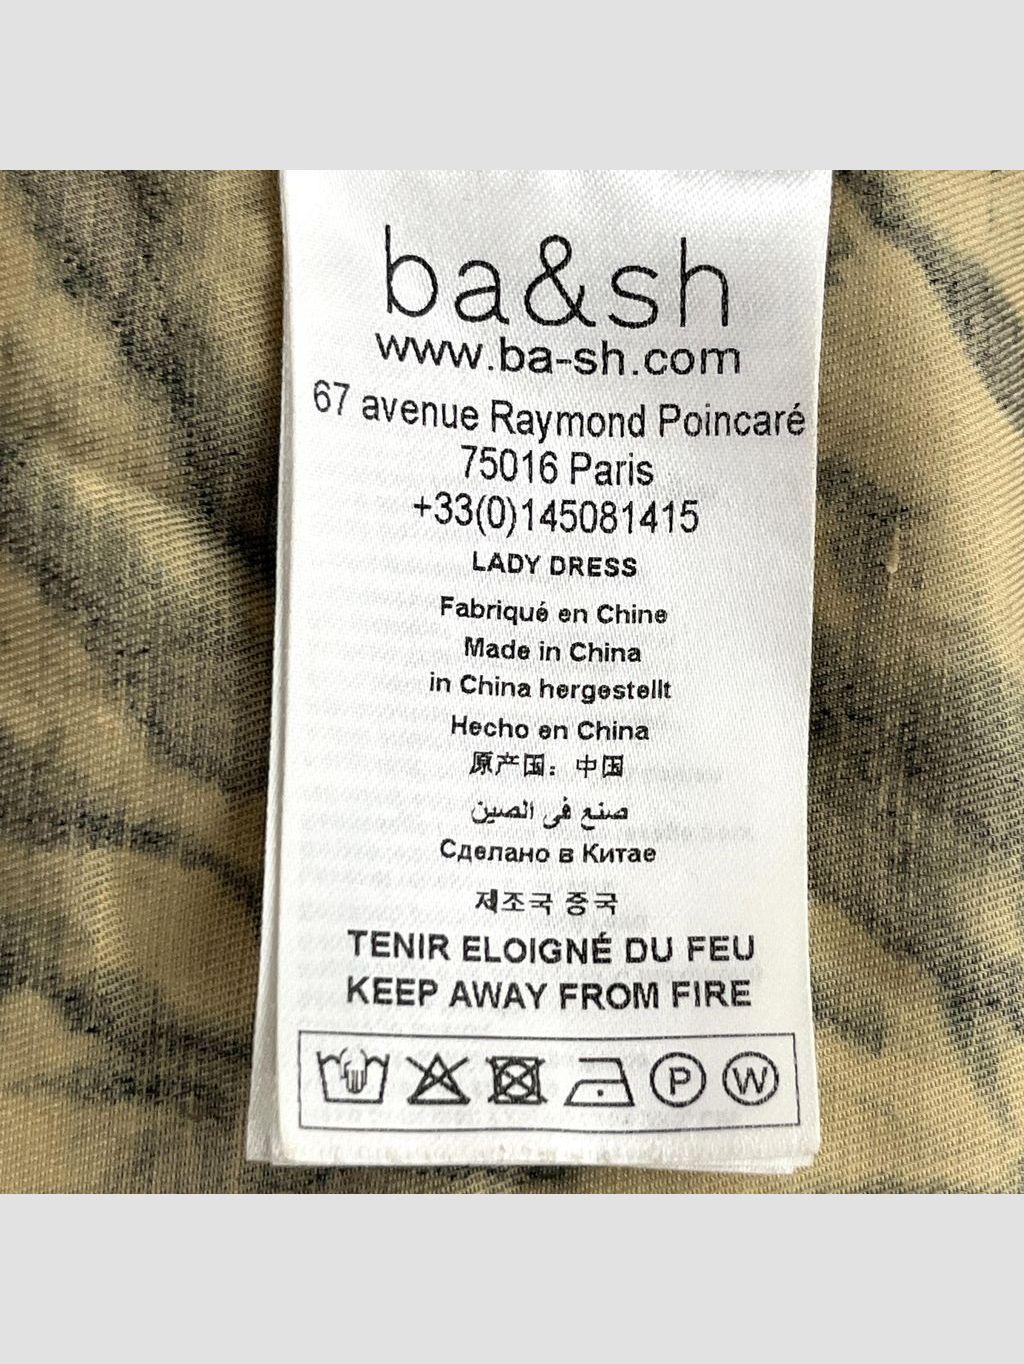 ba&sh
www.ba-sh.com
67 avenue Raymond Poincaré
75016 Paris
+33(0)145081415
LADY DRESS
Fabriqué en Chine
Made in China
in China hergestellt
Hecho en China
原产国：中国
صنع في الصين
Сделано в Китае
제조국 중국
TENIR ELOIGNÉ DU FEU
KEEP AWAY FROM FIRE
P W